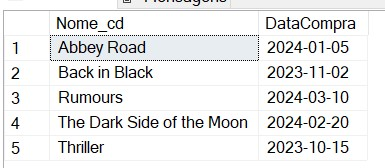 Mensagens
Nome_cd DataCompra
1 Abbey Road 2024-01-05
2 Back in Black 2023-11-02
3 Rumours 2024-03-10
4 The Dark Side of the Moon 2024-02-20
5 Thriller 2023-10-15